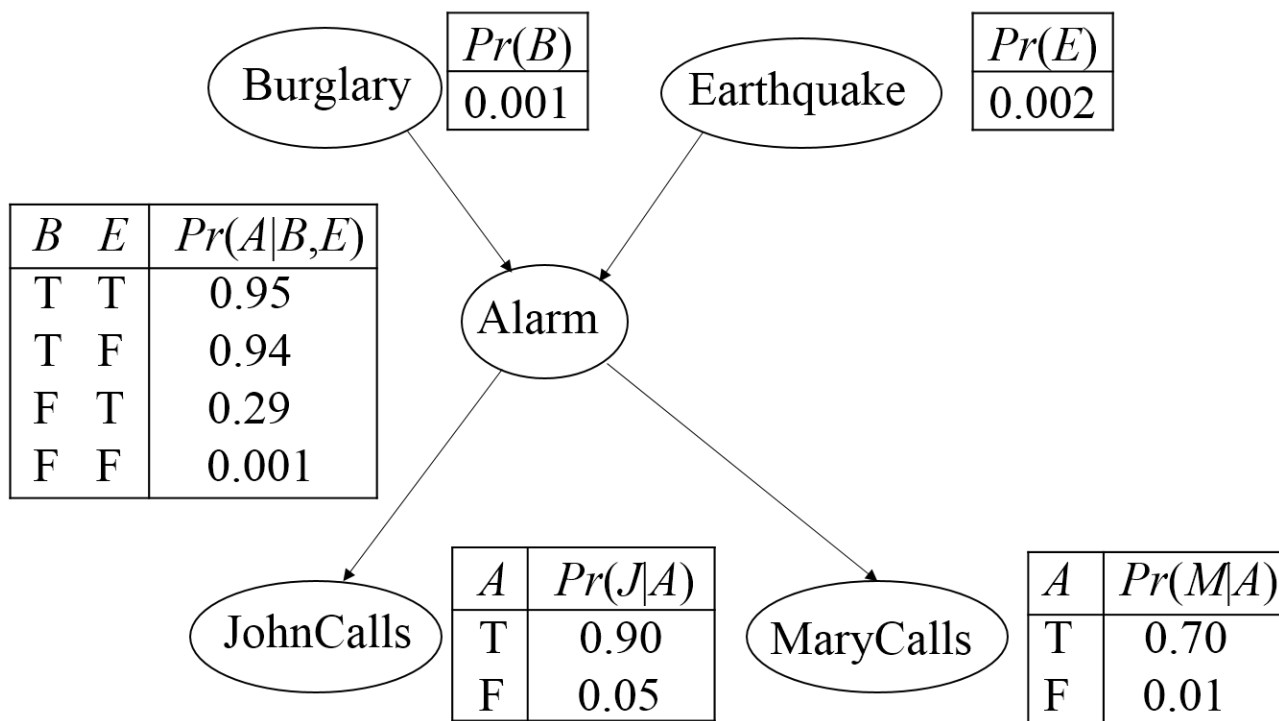 Burglary
Pr(B)
0.001
Earthquake
Pr(E)
0.002
B E Pr(A|B,E)
T T 0.95
T F 0.94
F T 0.29
F F 0.001
Alarm
JohnCalls
A Pr(J|A)
T 0.90
F 0.05
MaryCalls
A Pr(M|A)
T 0.70
F 0.01